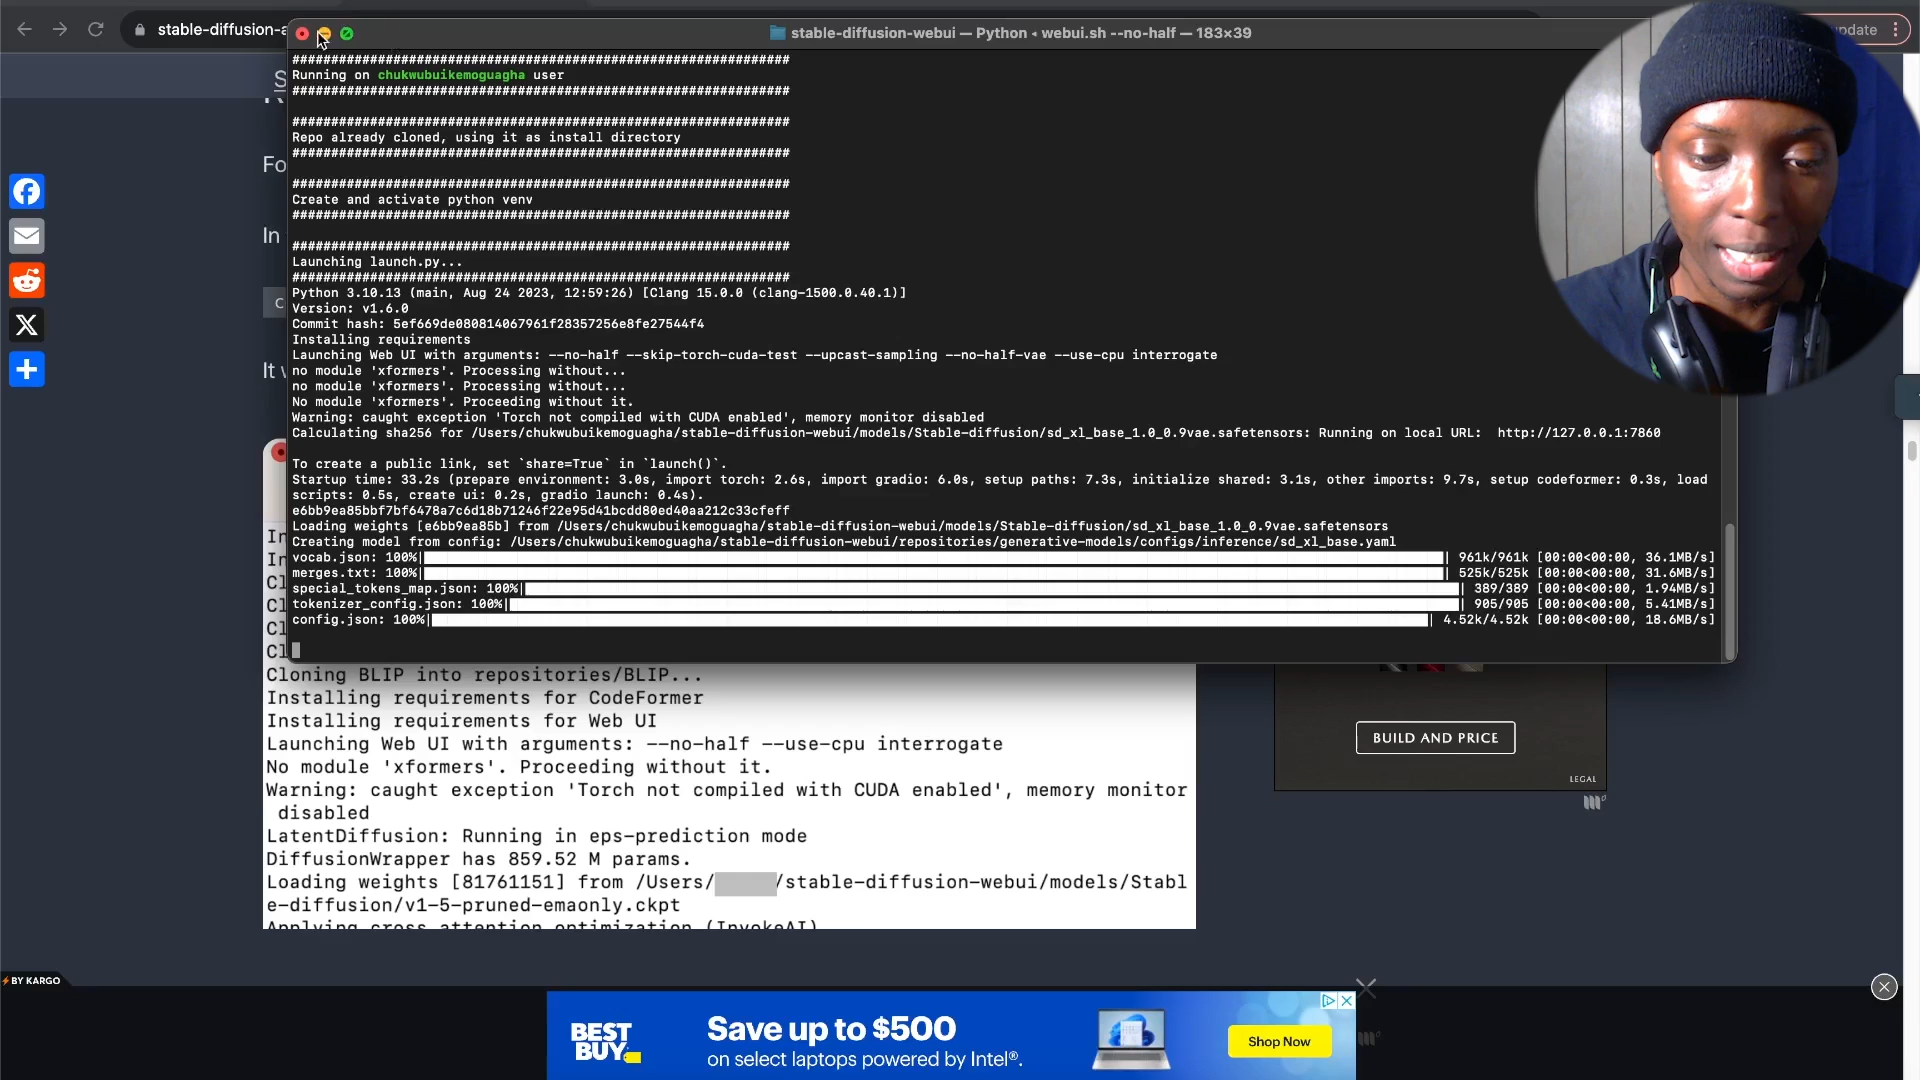 stable-diffusion-a
stable-diffusion-webui — Python ◂ webui.sh --no-half — 183×39
update
################################################################
Running on chukwubuikemoguagha user
################################################################
################################################################
Repo already cloned, using it as install directory
################################################################
################################################################
Create and activate python venv
################################################################
################################################################
Launching launch.py...
################################################################
Python 3.10.13 (main, Aug 24 2023, 12:59:26) [Clang 15.0.0 (clang-1500.0.40.1)]
Version: v1.6.0
Commit hash: 5ef669de080814067961f28357256e8fe27544f4
Installing requirements
Launching Web UI with arguments: --no-half --skip-torch-cuda-test --upcast-sampling --no-half-vae --use-cpu interrogate
no module 'xformers'. Processing without...
no module 'xformers'. Processing without...
No module 'xformers'. Proceeding without it.
Warning: caught exception 'Torch not compiled with CUDA enabled', memory monitor disabled
Calculating sha256 for /Users/chukwubuikemoguagha/stable-diffusion-webui/models/Stable-diffusion/sd_xl_base_1.0_0.9vae.safetensors: Running on local URL:  http://127.0.0.1:7860
To create a public link, set `share=True` in `launch()`.
Startup time: 33.2s (prepare environment: 3.0s, import torch: 2.6s, import gradio: 6.0s, setup paths: 7.3s, initialize shared: 3.1s, other imports: 9.7s, setup codeformer: 0.3s, load
scripts: 0.5s, create ui: 0.2s, gradio launch: 0.4s).
e6bb9ea85bbf7bf6478a7c6d18b71246f22e95d41bcdd80ed40aa212c33cfeff
Loading weights [e6bb9ea85b] from /Users/chukwubuikemoguagha/stable-diffusion-webui/models/Stable-diffusion/sd_xl_base_1.0_0.9vae.safetensors
Creating model from config: /Users/chukwubuikemoguagha/stable-diffusion-webui/repositories/generative-models/configs/inference/sd_xl_base.yaml
vocab.json: 100%| | 961k/961k [00:00<00:00, 36.1MB/s]
merges.txt: 100%| | 525k/525k [00:00<00:00, 31.6MB/s]
special_tokens_map.json: 100%| | 389/389 [00:00<00:00, 1.94MB/s]
tokenizer_config.json: 100%| | 905/905 [00:00<00:00, 5.41MB/s]
config.json: 100%| | 4.52k/4.52k [00:00<00:00, 18.6MB/s]
Fo
In
C
It
In
In
Cl
Cl
Cl
Cl
Cloning BLIP into repositories/BLIP...
Installing requirements for CodeFormer
Installing requirements for Web UI
Launching Web UI with arguments: --no-half --use-cpu interrogate
No module 'xformers'. Proceeding without it.
Warning: caught exception 'Torch not compiled with CUDA enabled', memory monitor
disabled
LatentDiffusion: Running in eps-prediction mode
DiffusionWrapper has 859.52 M params.
Loading weights [81761151] from /Users/ /stable-diffusion-webui/models/Stabl
e-diffusion/v1-5-pruned-emaonly.ckpt
Applying cross attention optimization (InvokeAI)
BUILD AND PRICE
LEGAL
BY KARGO
BEST BUY
Save up to $500
on select laptops powered by Intel®.
Shop Now